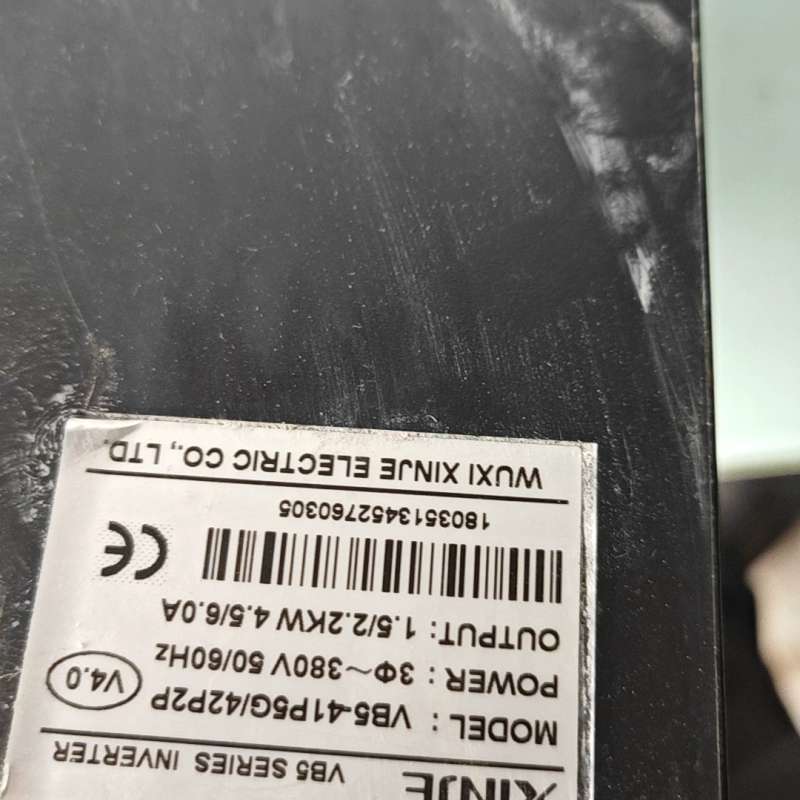 XINJE VB5 SERIES INVERTER
MODEL: VB5-41P5G/42P2P
POWER: 3Φ~380V 50/60Hz V4.0
OUTPUT: 1.5/2.2KW 4.5/6.0A
CE
1803513452760305
WUXI XINJE ELECTRIC CO., LTD.